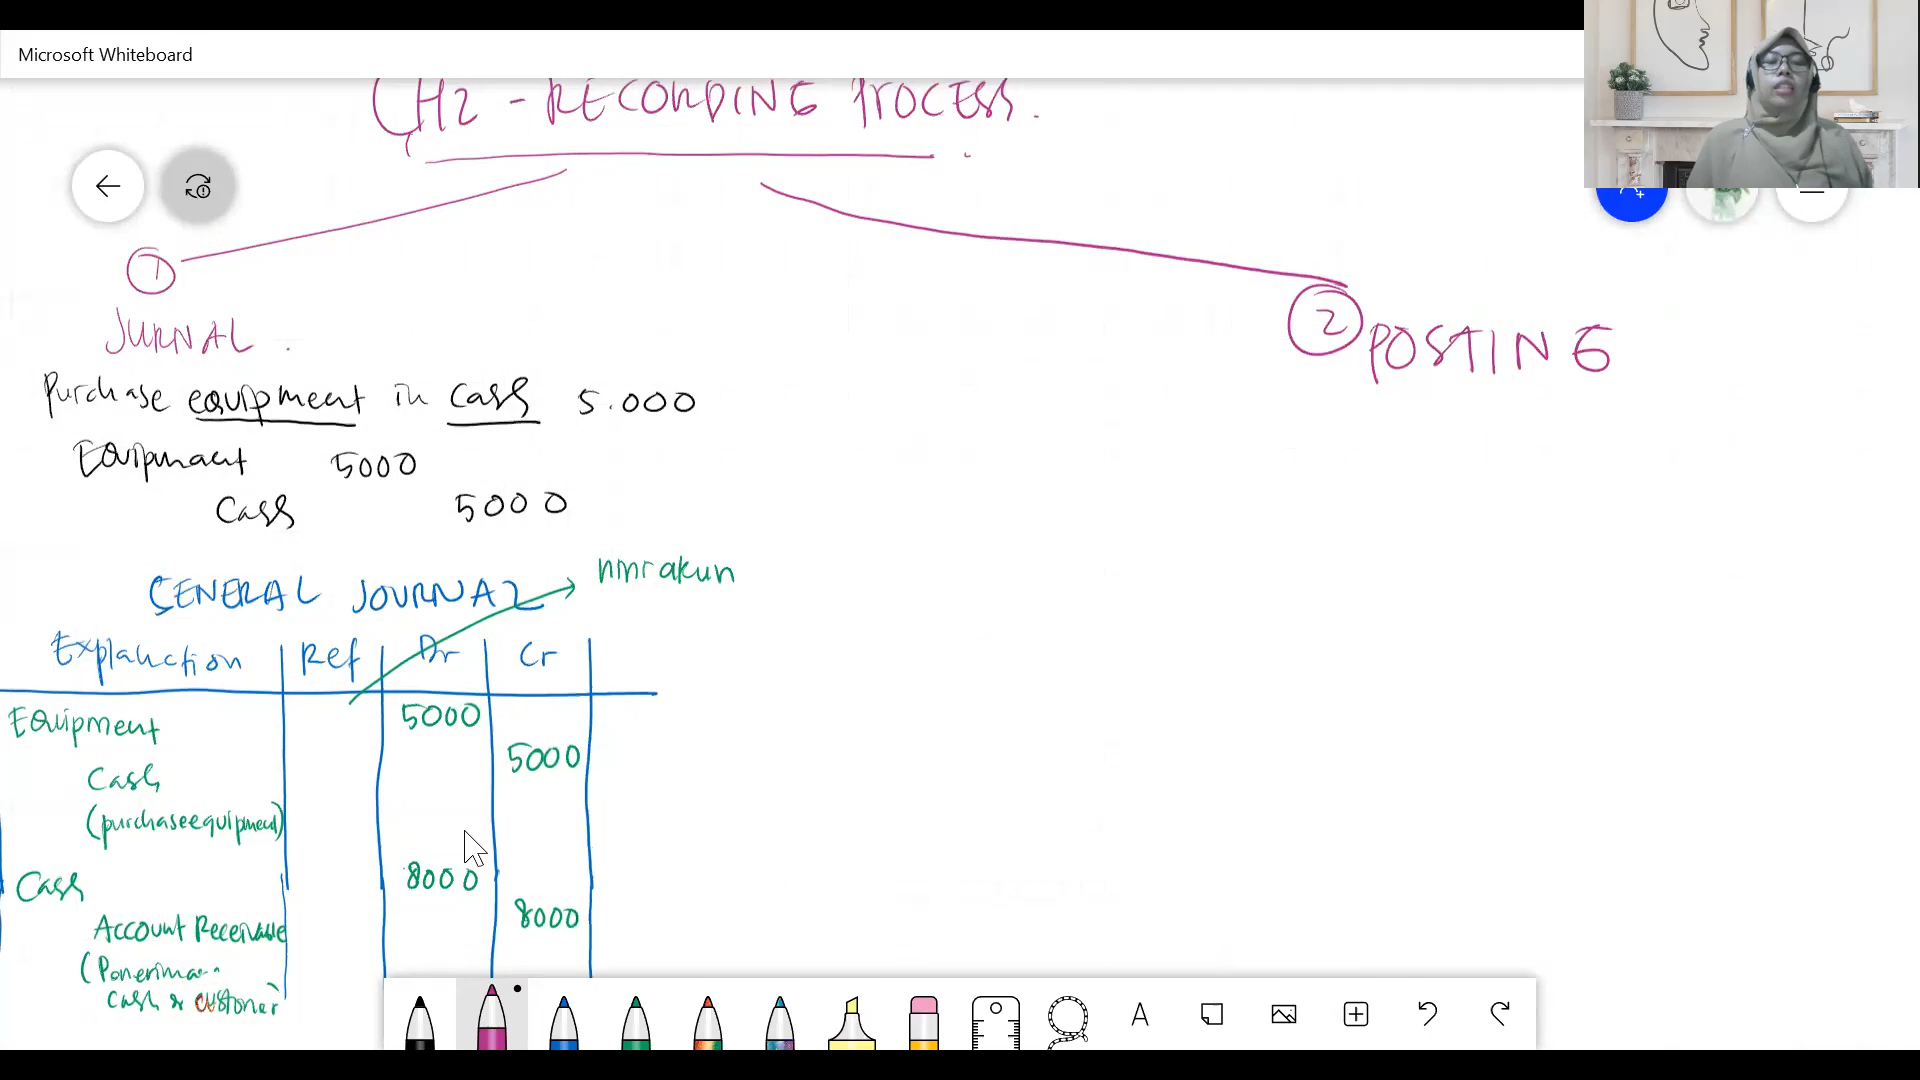 Microsoft Whiteboard
CH2 - RECORDING PROCESS.
1
JURNAL.
2 POSTING
Purchase equipment in cash 5.000
Equipment 5000
Cash 5000
nmr akun
GENERAL JOURNAL
Explanation Ref Dr Cr
Equipment 5000
Cash 5000
(purchase equipment)
Cash 8000
Account Receivable 8000
cash customer
A